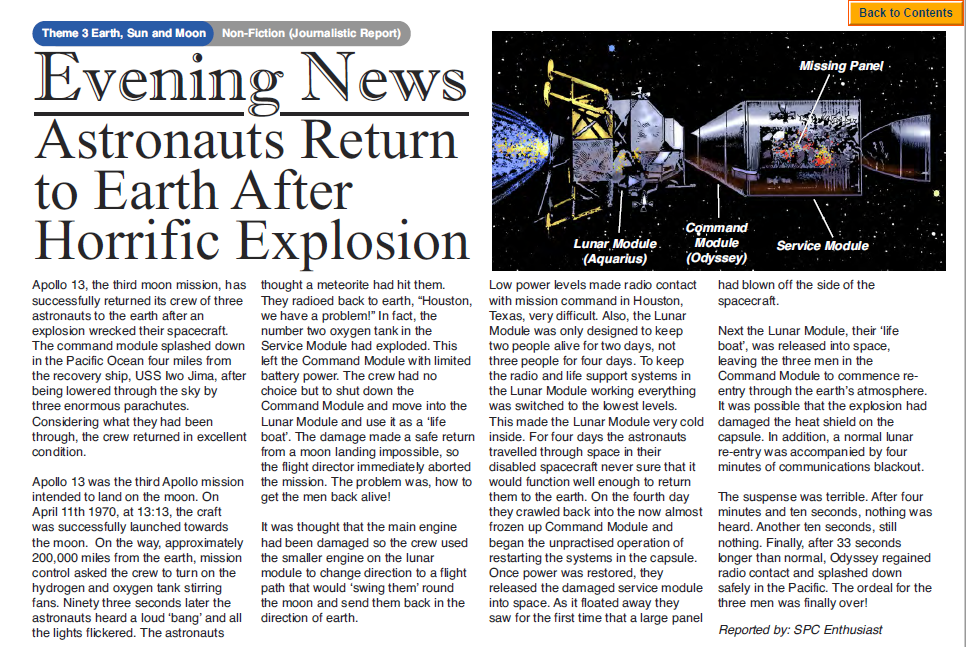 Back to Contents
Theme 3 Earth, Sun and Moon
Non-Fiction (Journalistic Report)
Evening News
Astronauts Return
to Earth After
Horrific Explosion
Missing Panel
Lunar Module
(Aquarius)
Command
Module
(Odyssey)
Service Module
Apollo 13, the third moon mission, has
successfully returned its crew of three
astronauts to the earth after an
explosion wrecked their spacecraft.
The command module splashed down
in the Pacific Ocean four miles from
the recovery ship, USS Iwo Jima, after
being lowered through the sky by
three enormous parachutes.
Considering what they had been
through, the crew returned in excellent
condition.
Apollo 13 was the third Apollo mission
intended to land on the moon. On
April 11th 1970, at 13:13, the craft
was successfully launched towards
the moon. On the way, approximately
200,000 miles from the earth, mission
control asked the crew to turn on the
hydrogen and oxygen tank stirring
fans. Ninety three seconds later the
astronauts heard a loud ‘bang’ and all
the lights flickered. The astronauts
thought a meteorite had hit them.
They radioed back to earth, “Houston,
we have a problem!” In fact, the
number two oxygen tank in the
Service Module had exploded. This
left the Command Module with limited
battery power. The crew had no
choice but to shut down the
Command Module and move into the
Lunar Module and use it as a ‘life
boat’. The damage made a safe return
from a moon landing impossible, so
the flight director immediately aborted
the mission. The problem was, how to
get the men back alive!
It was thought that the main engine
had been damaged so the crew used
the smaller engine on the lunar
module to change direction to a flight
path that would ‘swing them’ round
the moon and send them back in the
direction of earth.
Low power levels made radio contact
with mission command in Houston,
Texas, very difficult. Also, the Lunar
Module was only designed to keep
two people alive for two days, not
three people for four days. To keep
the radio and life support systems in
the Lunar Module working everything
was switched to the lowest levels.
This made the Lunar Module very cold
inside. For four days the astronauts
travelled through space in their
disabled spacecraft never sure that it
would function well enough to return
them to the earth. On the fourth day
they crawled back into the now almost
frozen up Command Module and
began the unpractised operation of
restarting the systems in the capsule.
Once power was restored, they
released the damaged service module
into space. As it floated away they
saw for the first time that a large panel
had blown off the side of the
spacecraft.
Next the Lunar Module, their ‘life
boat’, was released into space,
leaving the three men in the
Command Module to commence re-
entry through the earth’s atmosphere.
It was possible that the explosion had
damaged the heat shield on the
capsule. In addition, a normal lunar
re-entry was accompanied by four
minutes of communications blackout.
The suspense was terrible. After four
minutes and ten seconds, nothing was
heard. Another ten seconds, still
nothing. Finally, after 33 seconds
longer than normal, Odyssey regained
radio contact and splashed down
safely in the Pacific. The ordeal for the
three men was finally over!
Reported by: SPC Enthusiast